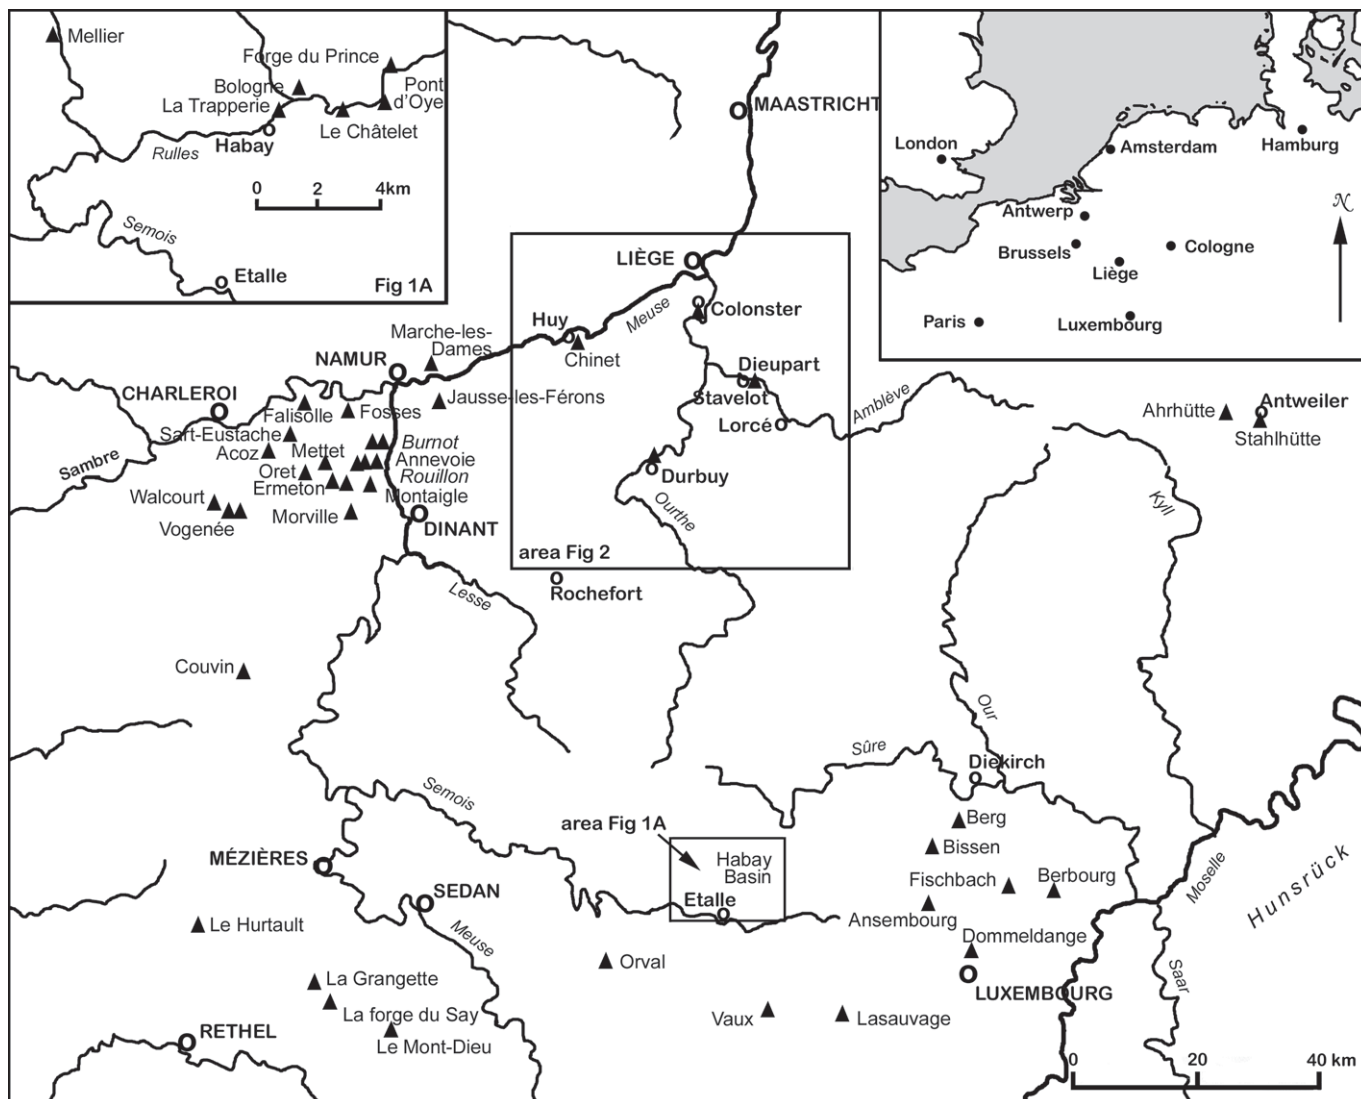 Mellier
Forge du Prince
Bologne
Pont
d'Oye
La Trapperie
Le Châtelet
Habay
Rulles
0 2 4km
Semois
Etalle
Fig 1A
MAASTRICHT
London
Amsterdam
Hamburg
Antwerp
Brussels
Cologne
Liège
Paris
Luxembourg
N
LIÈGE
Meuse
Colonster
Huy
Chinet
Marche-les-
Dames
NAMUR
Dieupart
Stavelot
Jausse-les-Férons
CHARLEROI
Falisolle
Fosses
Lorcé
Amblève
Ahrhütte
Antweiler
Stahlhütte
Sart-Eustache
Burnot
Acoz
Mettet
Annevoie
Sambre
Oret
Rouillon
Ermeton
Montaigle
Durbuy
Walcourt
Vogenée
Morville
DINANT
Ourthe
Kyll
area Fig 2
Rochefort
Lesse
Couvin
Our
Sûre
Diekirch
Semois
area Fig 1A
Berg
Bissen
MÉZIÈRES
Habay
Basin
Fischbach
Berbourg
Moselle
Hunsrück
SEDAN
Etalle
Ansembourg
Le Hurtault
Meuse
Dommeldange
Orval
Saar
La Grangette
LUXEMBOURG
La forge du Say
Vaux
Lasauvage
RETHEL
Le Mont-Dieu
0 20 40 km